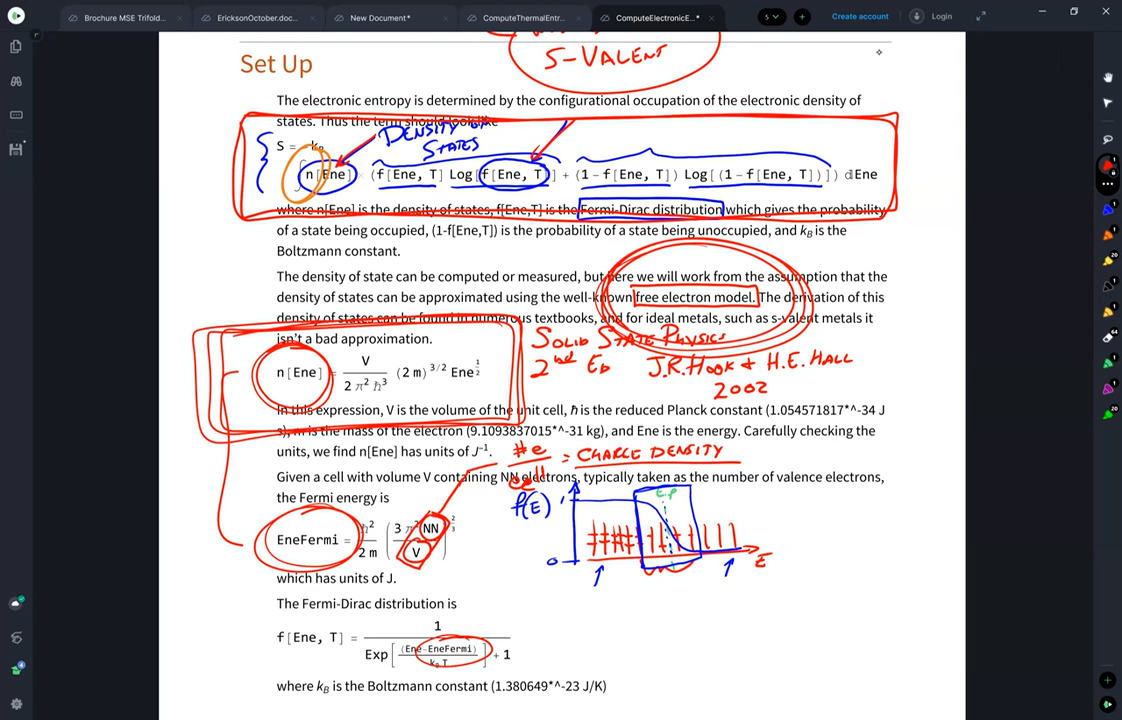 Brochure MSE Trifold...
EricksonOctober.doc...
New Document*
ComputeThermalEntr...
ComputeElectronicE...*
5
Create account
Login
S-VALENT
Set Up
The electronic entropy is determined by the configurational occupation of the electronic density of
states. Thus the term should look like
DENSITY OF
STATES
S = -kB
∫ n[Ene] (f[Ene, T] Log[f[Ene, T]] + (1 - f[Ene, T]) Log[(1 - f[Ene, T])]) dEne
where n[Ene] is the density of states, f[Ene,T] is the Fermi-Dirac distribution which gives the probability
of a state being occupied, (1-f[Ene,T]) is the probability of a state being unoccupied, and kB is the
Boltzmann constant.
The density of state can be computed or measured, but here we will work from the assumption that the
density of states can be approximated using the well-known free electron model. The derivation of this
density of states can be found in numerous textbooks, and for ideal metals, such as s-valent metals it
isn't a bad approximation.
SOLID STATE PHYSICS
2nd ED J.R.HOOK & H.E. HALL
2002
n[Ene] = V / 2 π² ħ³ (2 m)^3/2 Ene^1/2
In this expression, V is the volume of the unit cell, ħ is the reduced Planck constant (1.054571817*^-34 J
s), m is the mass of the electron (9.1093837015*^-31 kg), and Ene is the energy. Carefully checking the
units, we find n[Ene] has units of J⁻¹.
#e / cell = CHARGE DENSITY
Given a cell with volume V containing NN electrons, typically taken as the number of valence electrons,
the Fermi energy is
f(E) 1
EneFermi = ħ² / 2 m (3 π² NN / V)^2/3
0
E
which has units of J.
The Fermi-Dirac distribution is
f[Ene, T] = 1 / Exp[(Ene-EneFermi) / kB T] + 1
where kB is the Boltzmann constant (1.380649*^-23 J/K)